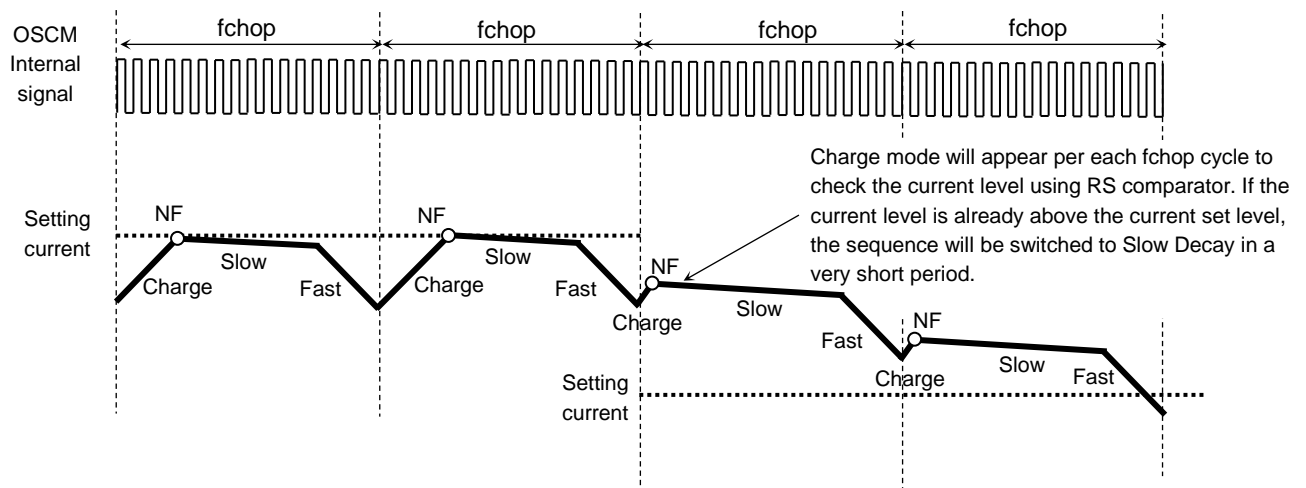 OSCM
Internal
signal
fchop
fchop
fchop
fchop
Charge mode will appear per each fchop cycle to
check the current level using RS comparator. If the
current level is already above the current set level,
the sequence will be switched to Slow Decay in a
very short period.
Setting
current
NF
Slow
Charge
Fast
NF
Slow
Charge
Fast
NF
Charge
Slow
Fast
NF
Charge
Slow
Fast
Setting
current